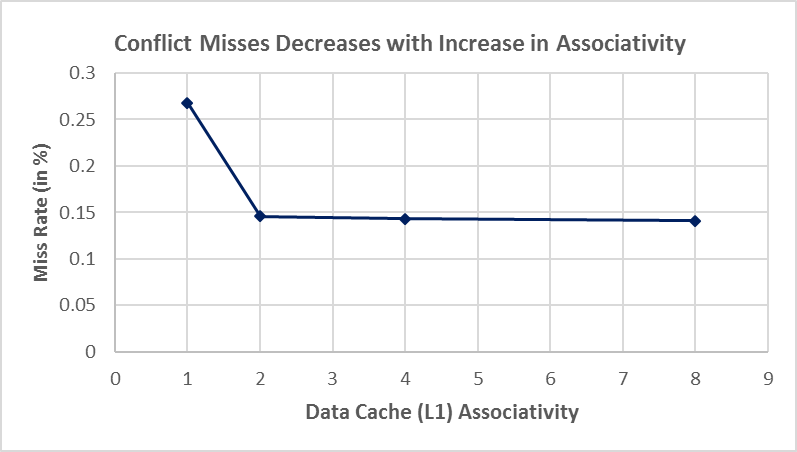 Conflict Misses Decreases with Increase in Associativity
0.3
0.25
0.2
0.15
0.1
0.05
0
Miss Rate (in %)
0 1 2 3 4 5 6 7 8 9
Data Cache (L1) Associativity